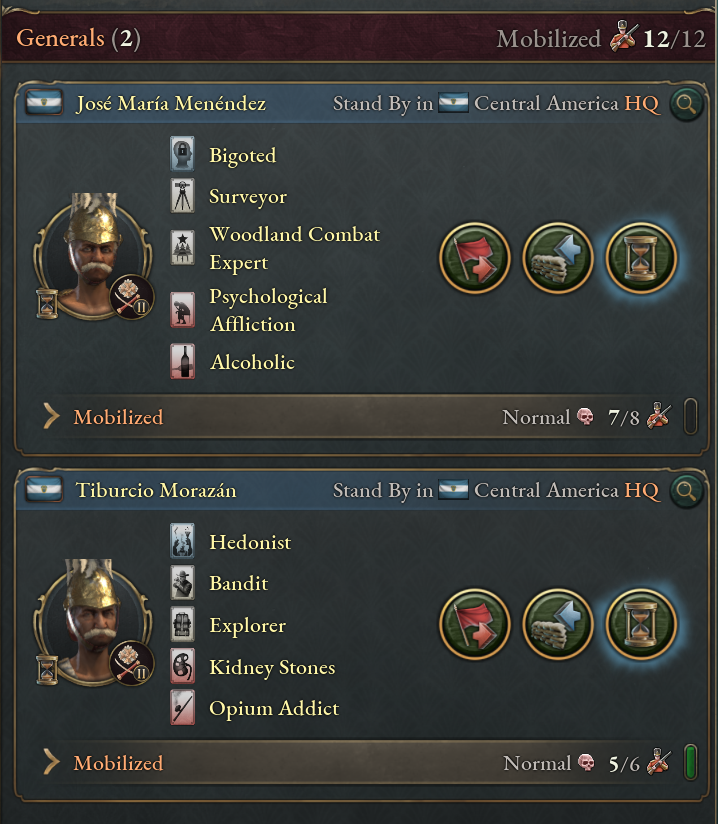 Generals (2) Mobilized 12/12
José María Menéndez Stand By in Central America HQ
Bigoted
Surveyor
Woodland Combat
Expert
Psychological
Affliction
Alcoholic
II
Mobilized Normal 7/8
Tiburcio Morazán Stand By in Central America HQ
Hedonist
Bandit
Explorer
Kidney Stones
II
Opium Addict
Mobilized Normal 5/6